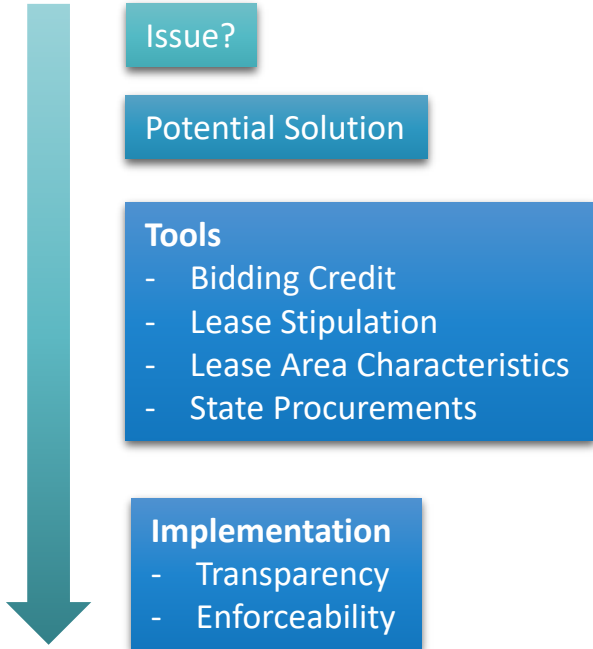 Issue?
Potential Solution
Tools
- Bidding Credit
- Lease Stipulation
- Lease Area Characteristics
- State Procurements
Implementation
- Transparency
- Enforceability